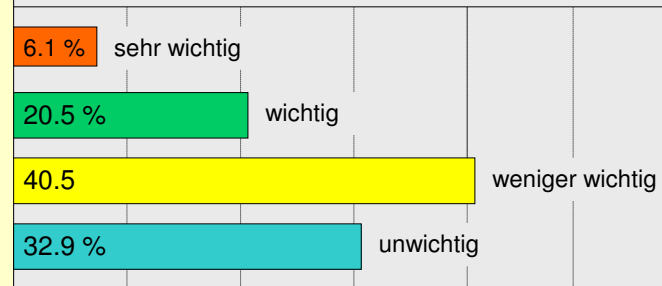 6.1 % sehr wichtig
20.5 % wichtig
40.5 weniger wichtig
32.9 % unwichtig